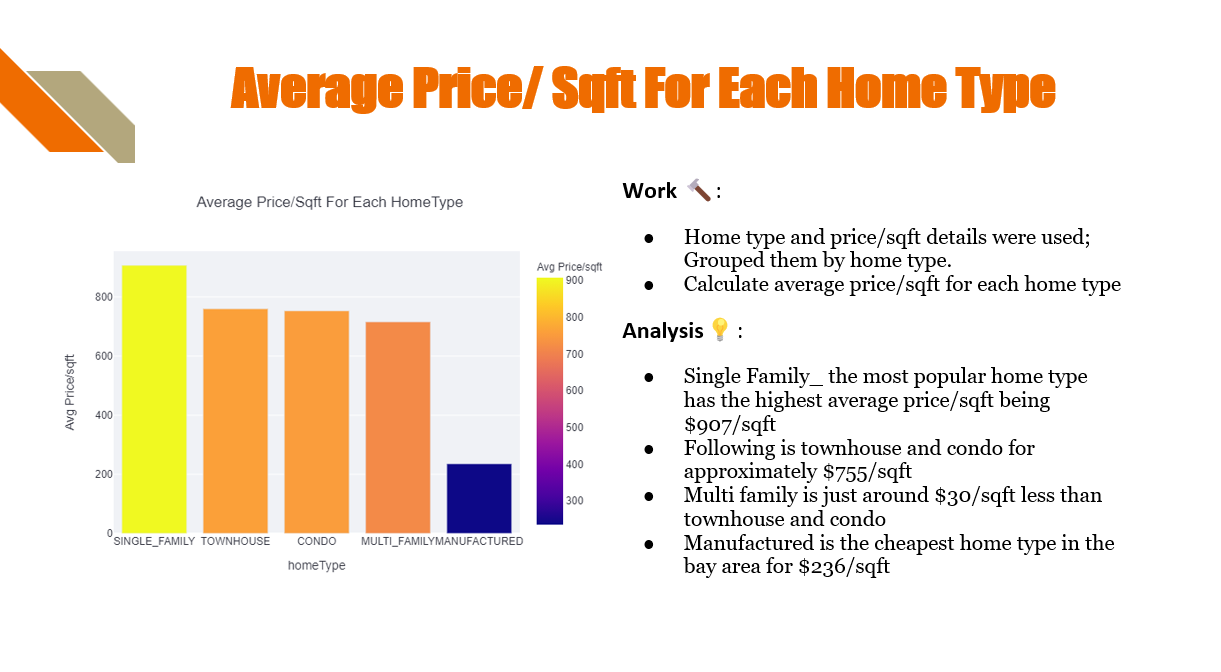 Average Price/ Sqft For Each Home Type
Average Price/Sqft For Each HomeType
Avg Price/sqft
800
600
400
200
0
SINGLE_FAMILY TOWNHOUSE CONDO MULTI_FAMILY MANUFACTURED
homeType
Avg Price/sqft
900
800
700
600
500
400
300
Work 🔨 :
● Home type and price/sqft details were used;
Grouped them by home type.
● Calculate average price/sqft for each home type
Analysis 💡 :
● Single Family_ the most popular home type
has the highest average price/sqft being
$907/sqft
● Following is townhouse and condo for
approximately $755/sqft
● Multi family is just around $30/sqft less than
townhouse and condo
● Manufactured is the cheapest home type in the
bay area for $236/sqft